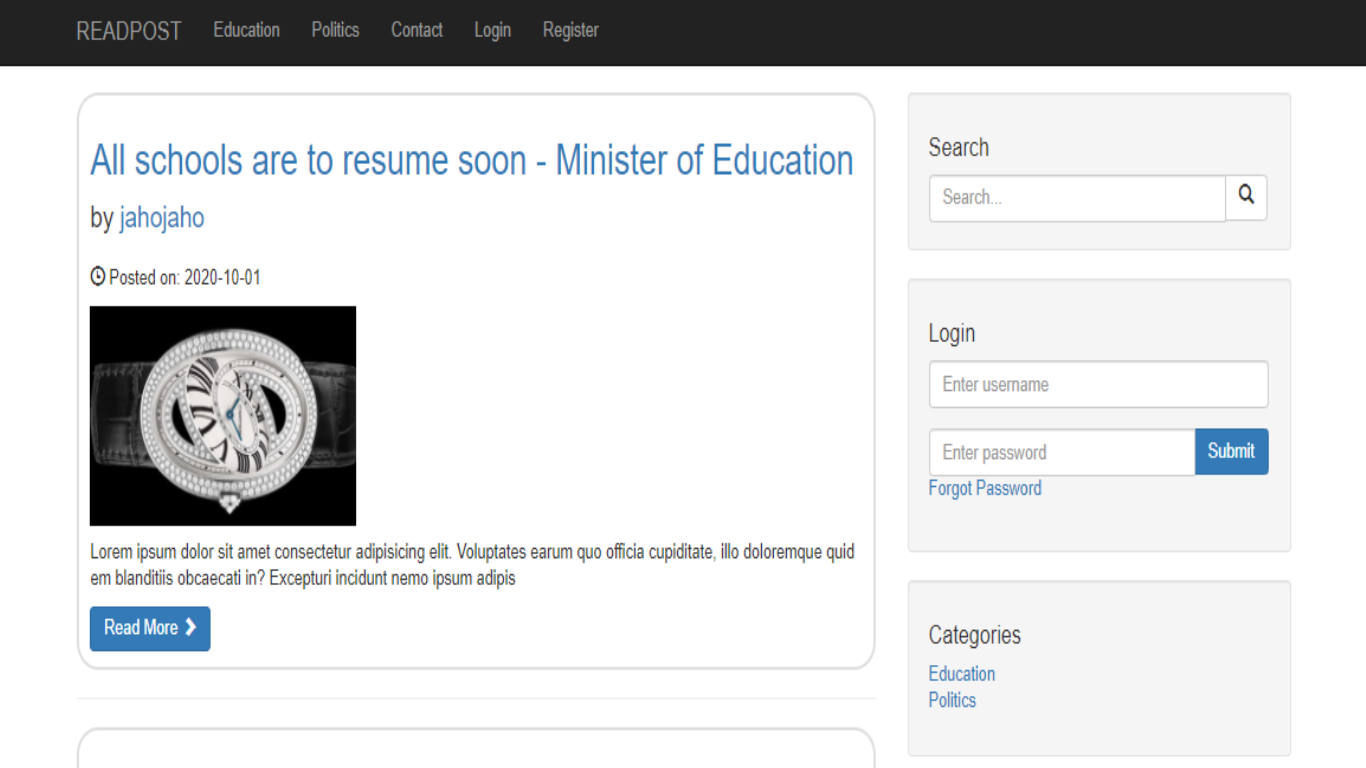 READPOST Education Politics Contact Login Register
All schools are to resume soon - Minister of Education
by jahojaho
Posted on: 2020-10-01
Lorem ipsum dolor sit amet consectetur adipisicing elit. Voluptates earum quo officia cupiditate, illo doloremque quid
em blanditiis obcaecati in? Excepturi incidunt nemo ipsum adipis
Read More
Search
Search...
Login
Enter username
Enter password Submit
Forgot Password
Categories
Education
Politics